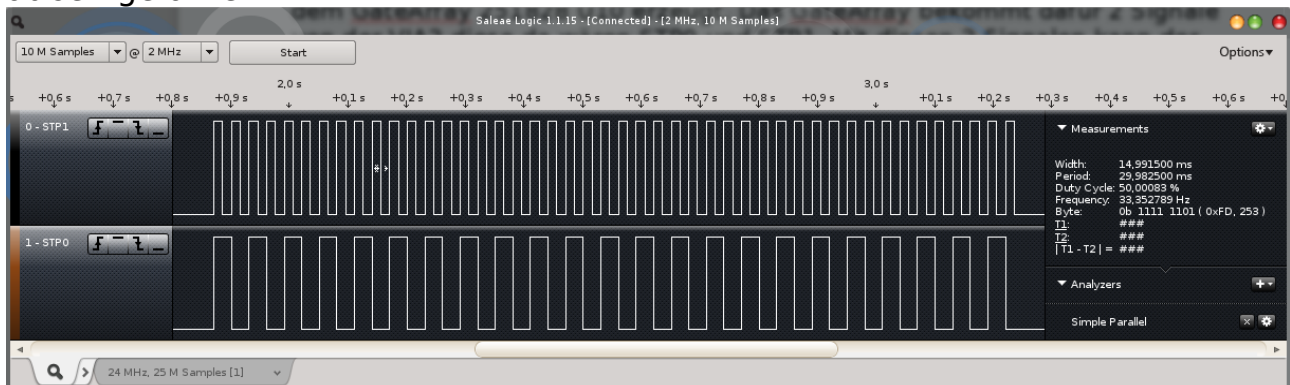 Saleae Logic 1.1.15 - [Connected] - [2 MHz, 10 M Samples]
10 M Samples @ 2 MHz Start Options
2,0 s 3,0 s
s +0,6 s +0,7 s +0,8 s +0,9 s +0,1 s +0,2 s +0,3 s +0,4 s +0,5 s +0,6 s +0,7 s +0,8 s +0,9 s +0,1 s +0,2 s +0,3 s +0,4 s +0,5 s +0,6 s +0,
0 - STP1
Measurements
Width: 14,991500 ms
Period: 29,982500 ms
Duty Cycle: 50,00083 %
Frequency: 33,352789 Hz
Byte: 0b 1111 1101 ( 0xFD, 253 )
T1: ###
T2: ###
| T1 - T2 | = ###
1 - STP0
Analyzers
Simple Parallel
24 MHz, 25 M Samples [1]